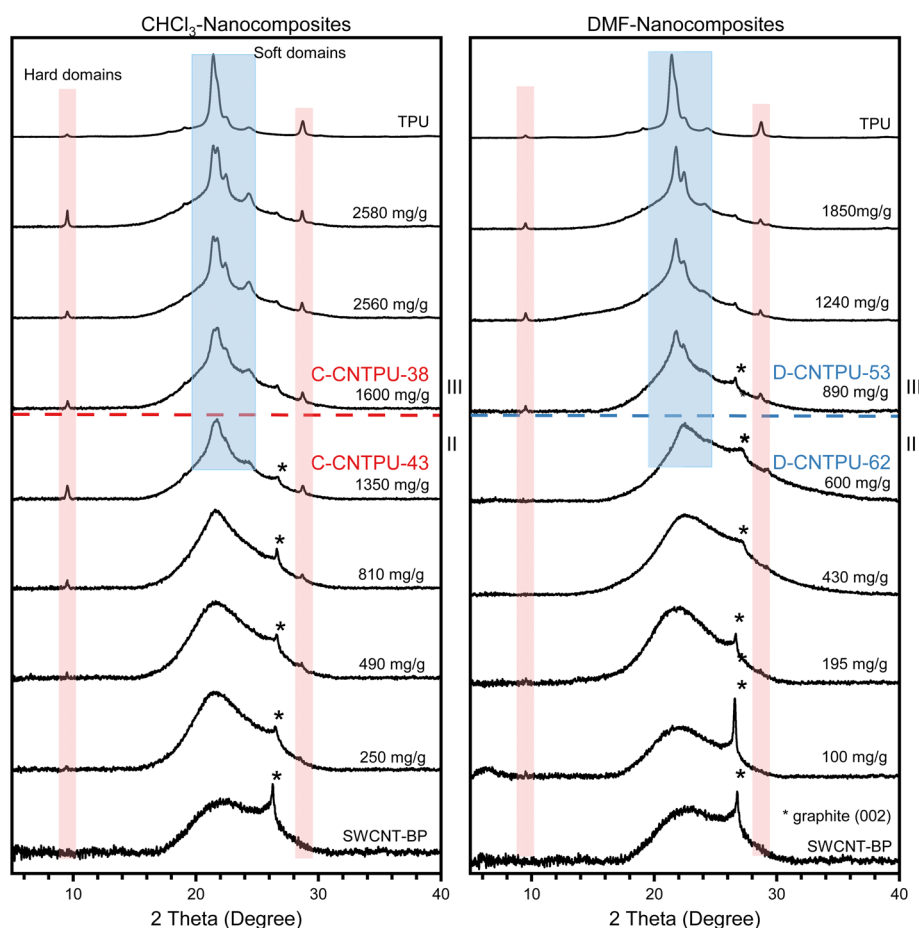 CHCl₃-Nanocomposites
Hard domains
Soft domains
TPU
2580 mg/g
2560 mg/g
C-CNTPU-38
1600 mg/g
III
II
C-CNTPU-43
*
1350 mg/g
*
810 mg/g
*
490 mg/g
*
250 mg/g
*
SWCNT-BP
10
20
30
40
2 Theta (Degree)
DMF-Nanocomposites
TPU
1850mg/g
1240 mg/g
D-CNTPU-53
*
890 mg/g
III
II
*
D-CNTPU-62
600 mg/g
*
430 mg/g
*
195 mg/g
*
*
100 mg/g
*
* graphite (002)
SWCNT-BP
10
20
30
40
2 Theta (Degree)